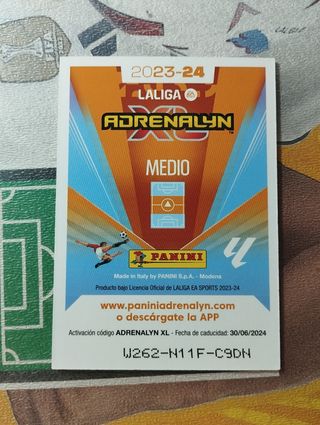 2023-24
LALIGA
ADRENALYN
XL
MEDIO
PANINI
Made in Italy by PANINI S.p.A. - Modena
Producto bajo Licencia Oficial de LALIGA EA SPORTS 2023-24
www.paniniadrenalyn.com
o descárgate la APP
Activación código ADRENALYN XL - Fecha de caducidad: 30/06/2024
W262-N11F-C9DN